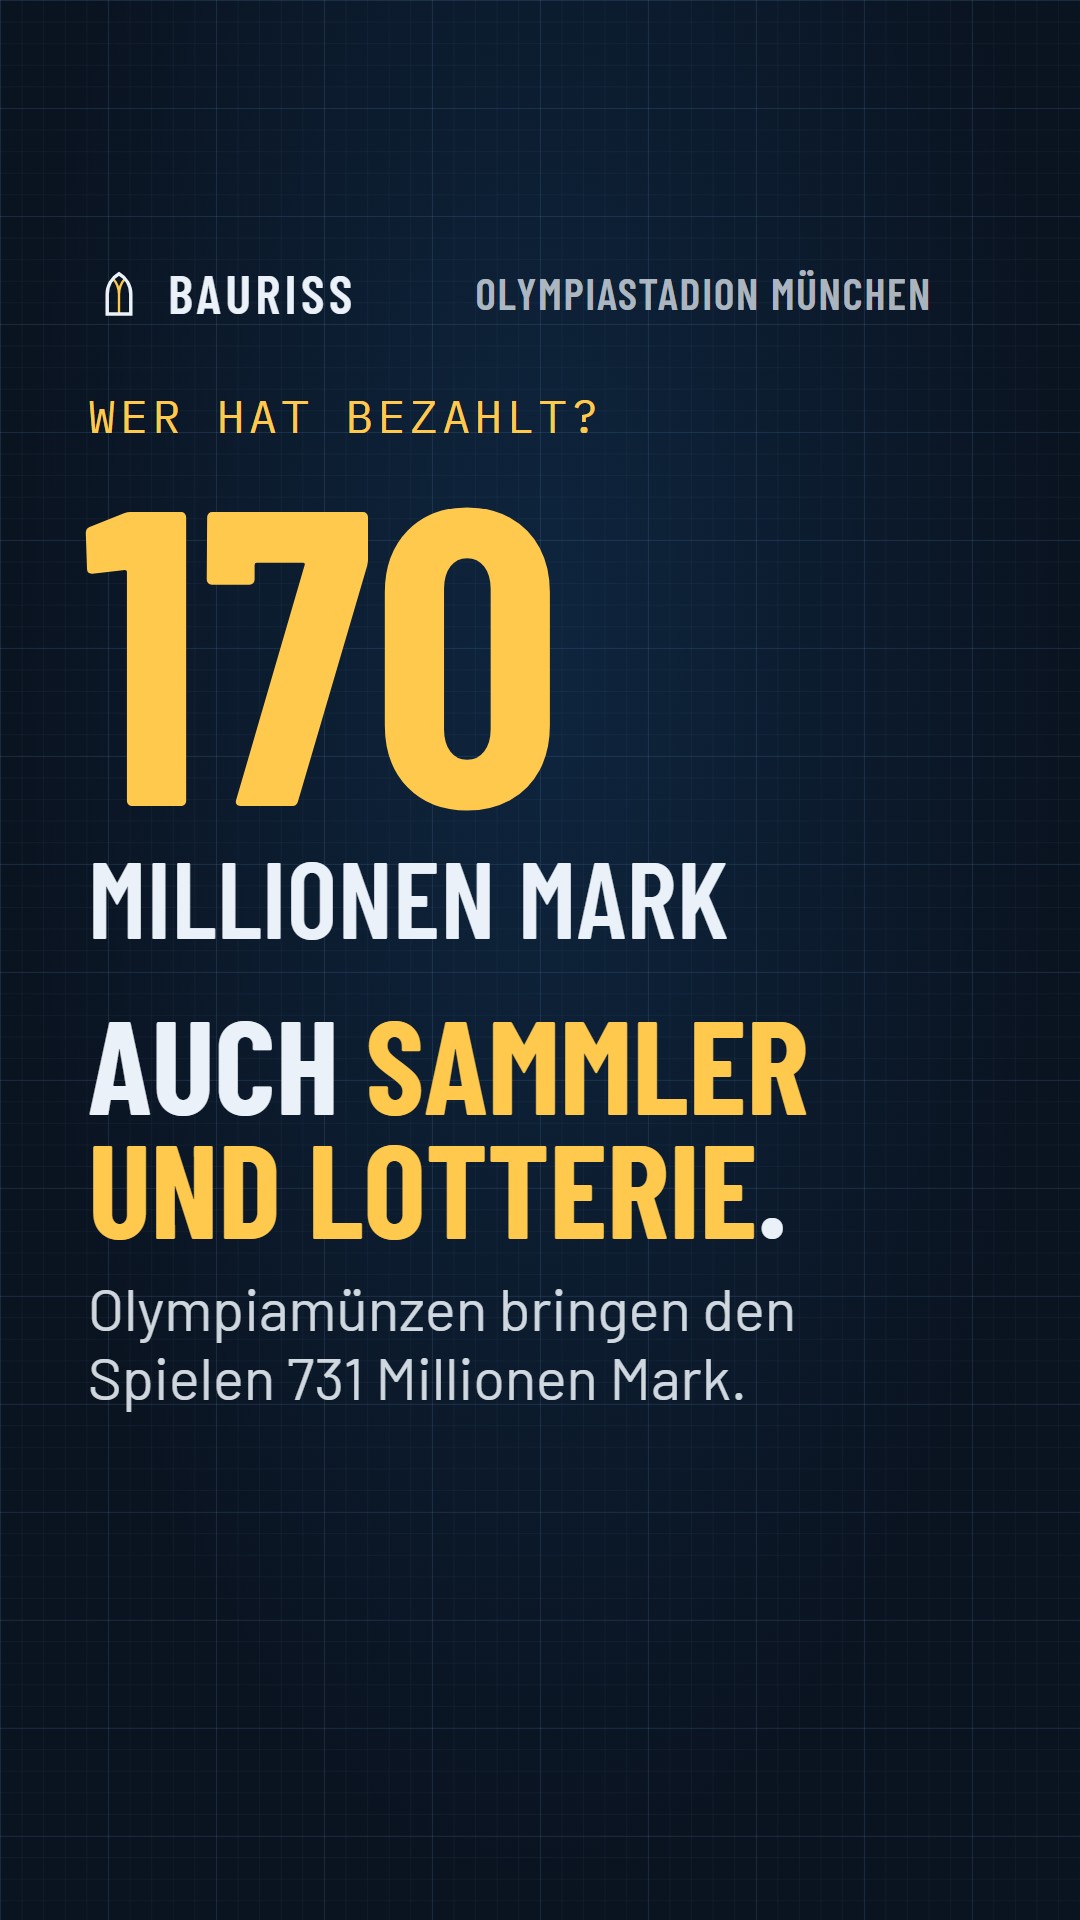 BAURISS
OLYMPIASTADION MÜNCHEN
WER HAT BEZAHLT?
170
MILLIONEN MARK
AUCH SAMMLER
UND LOTTERIE.
Olympiamünzen bringen den
Spielen 731 Millionen Mark.